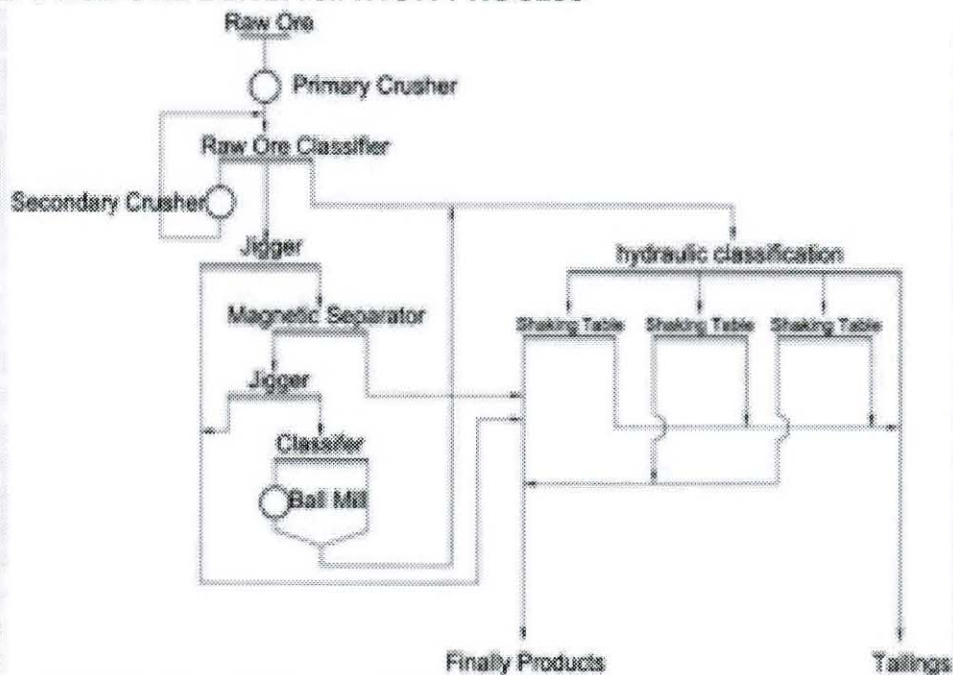 Raw Ore
Primary Crusher
Raw Ore Classifier
Secondary Crusher
Jigger
hydraulic classification
Magnetic Separator
Shaking Table
Shaking Table
Shaking Table
Jigger
Classifer
Ball Mill
Finally Products
Tailings